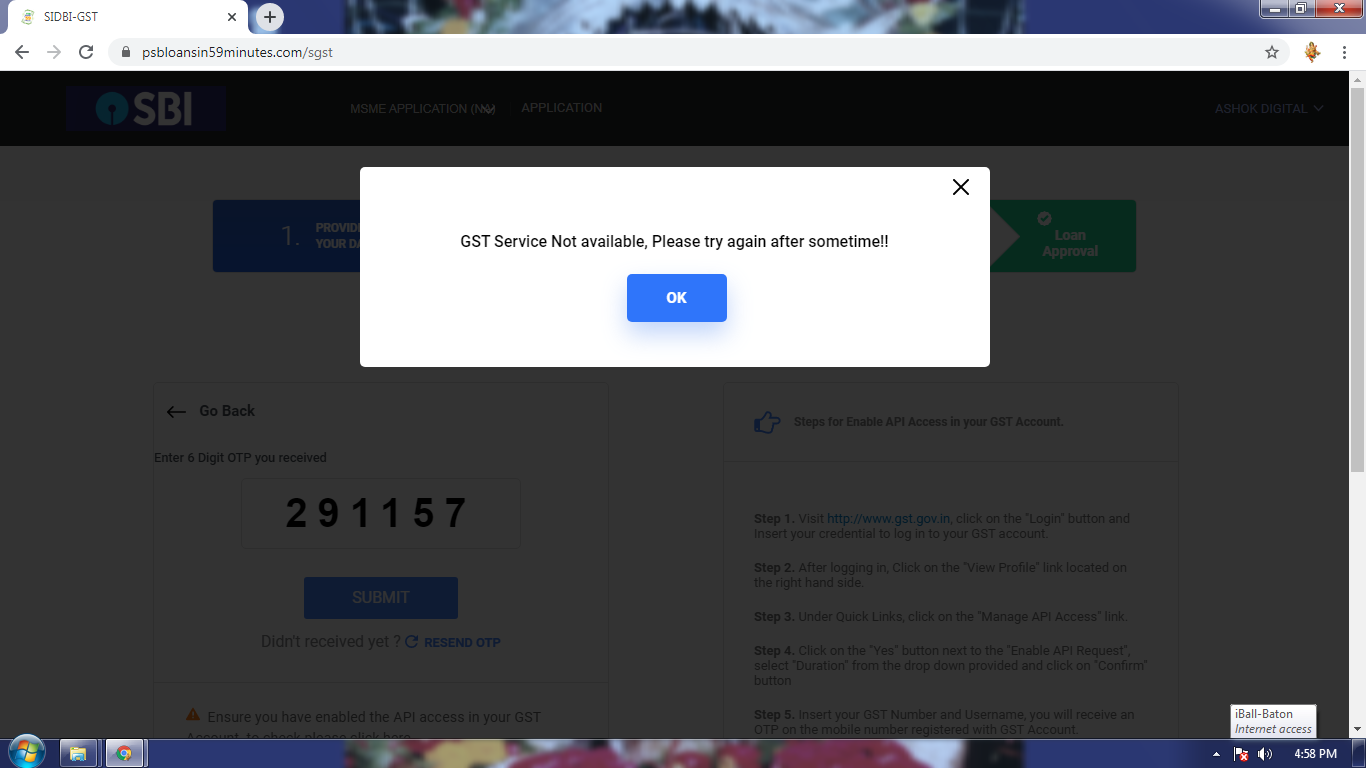 SIDBI-GST
psbloansin59minutes.com/sgst
SBI
MSME APPLICATION
APPLICATION
ASHOK DIGITAL
GST Service Not available, Please try again after sometime!!
OK
1.
YOUR
Loan
Approval
Go Back
Enter 6 Digit OTP you received
291157
SUBMIT
Didn't received yet ? RESEND OTP
Ensure you have enabled the API access in your GST
Account, to check please click here
Steps for Enable API Access in your GST Account.
Step 1. Visit http://www.gst.gov.in, click on the "Login" button and
Insert your credential to log in to your GST account.
Step 2. After logging in, Click on the "View Profile" link located on
the right hand side.
Step 3. Under Quick Links, click on the "Manage API Access" link.
Step 4. Click on the "Yes" button next to the "Enable API Request",
select "Duration" from the drop down provided and click on "Confirm"
button
Step 5. Insert your GST Number and Username, you will receive an
OTP on the mobile number registered with GST Account.
iBall-Baton
Internet access
4:58 PM